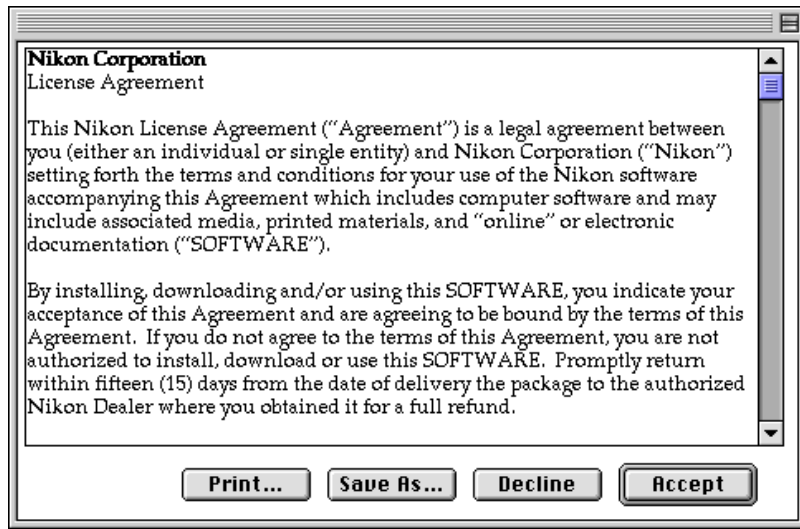 Nikon Corporation
License Agreement
This Nikon License Agreement (“Agreement”) is a legal agreement between
you (either an individual or single entity) and Nikon Corporation (“Nikon”)
setting forth the terms and conditions for your use of the Nikon software
accompanying this Agreement which includes computer software and may
include associated media, printed materials, and “online” or electronic
documentation (“SOFTWARE”).
By installing, downloading and/or using this SOFTWARE, you indicate your
acceptance of this Agreement and are agreeing to be bound by the terms of this
Agreement.  If you do not agree to the terms of this Agreement, you are not
authorized to install, download or use this SOFTWARE.  Promptly return
within fifteen (15) days from the date of delivery the package to the authorized
Nikon Dealer where you obtained it for a full refund.
Print... Save As... Decline Accept